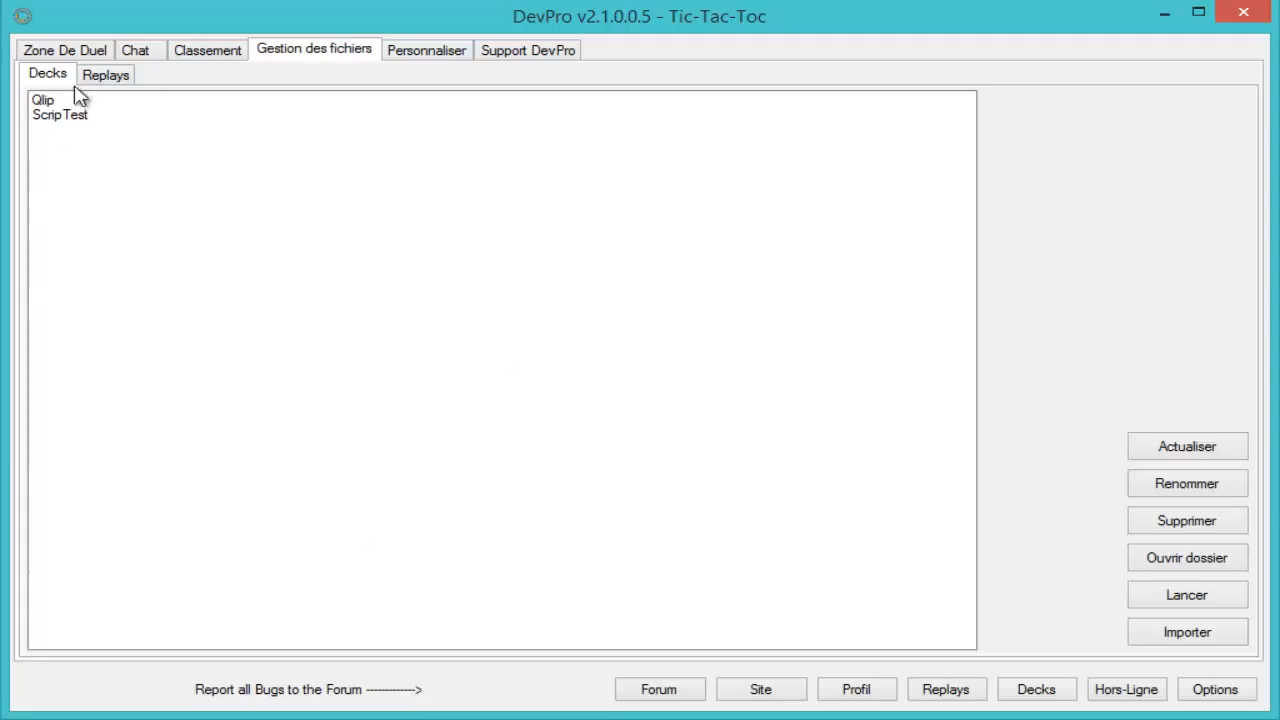 DevPro v2.1.0.0.5 - Tic-Tac-Toc
Zone De Duel Chat Classement Gestion des fichiers Personnaliser Support DevPro
Decks Replays
Qlip
ScripTest
Actualiser
Renommer
Supprimer
Ouvrir dossier
Lancer
Importer
Report all Bugs to the Forum ------------->
Forum Site Profil Replays Decks Hors-Ligne Options